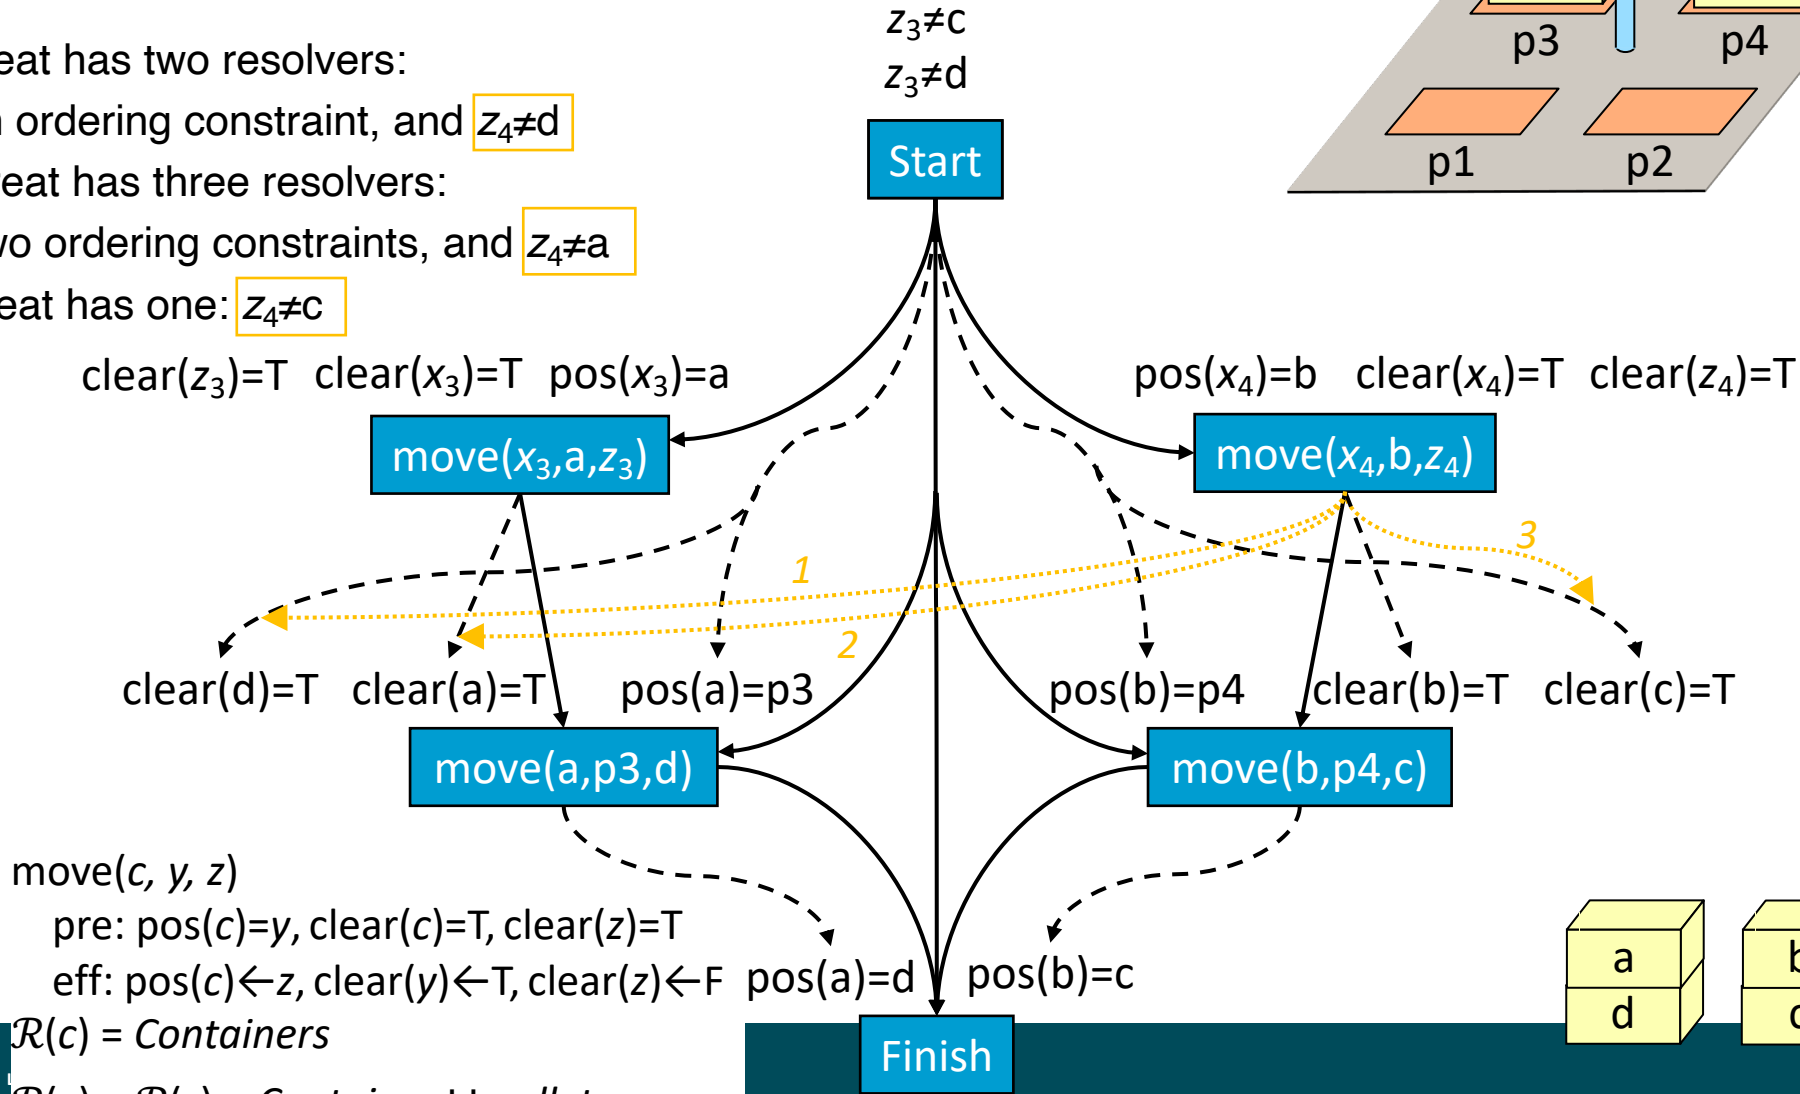 eat has two resolvers:
ordering constraint, and z₄≠d
eat has three resolvers:
wo ordering constraints, and z₄≠a
eat has one: z₄≠c
z₃≠c
z₃≠d
Start
p3 p4
p1 p2
clear(z₃)=T clear(x₃)=T pos(x₃)=a
pos(x₄)=b clear(x₄)=T clear(z₄)=T
move(x₃,a,z₃)
move(x₄,b,z₄)
1
2
3
clear(d)=T clear(a)=T pos(a)=p3
pos(b)=p4 clear(b)=T clear(c)=T
move(a,p3,d)
move(b,p4,c)
move(c, y, z)
pre: pos(c)=y, clear(c)=T, clear(z)=T
eff: pos(c)←z, clear(y)←T, clear(z)←F
pos(a)=d pos(b)=c
ℛ(c) = Containers
Finish
a
d
b